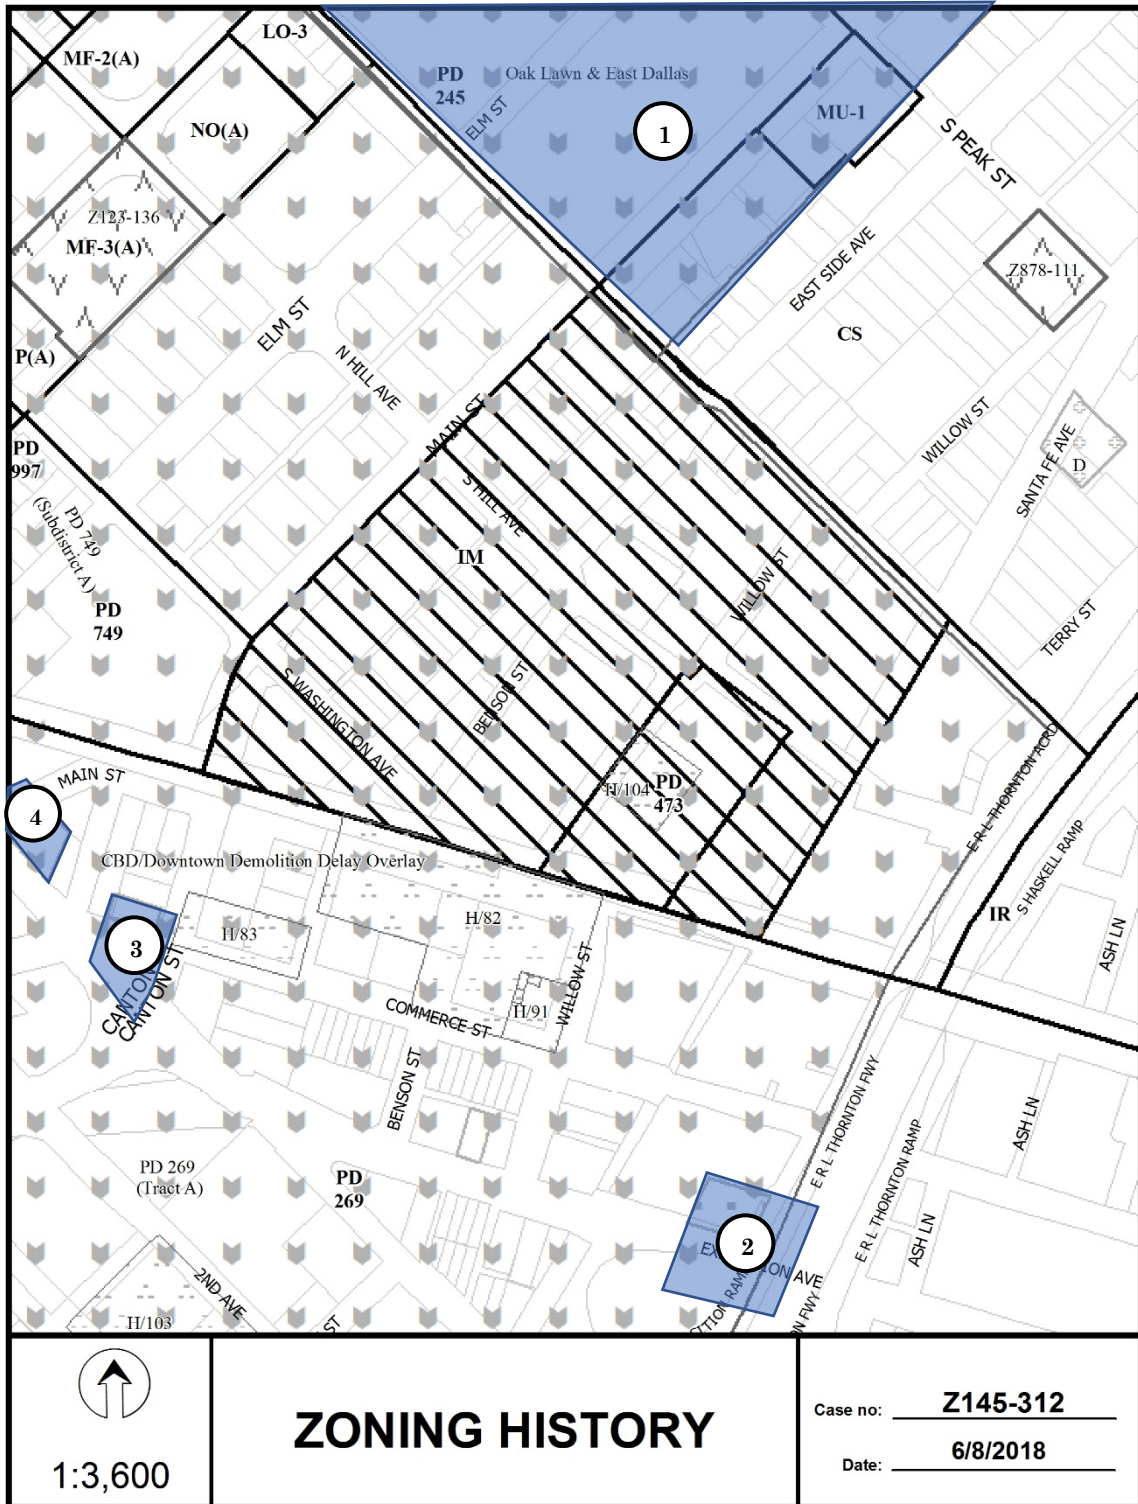 LO-3
MF-2(A)
PD
245
Oak Lawn & East Dallas
ELM ST
MU-1
1
NO(A)
S PEAK ST
Z123-136
MF-3(A)
EAST SIDE AVE
Z878-111
ELM ST
CS
P(A)
N HILL AVE
MAIN ST
WILLOW ST
PD
997
SANTA FE AVE
D
S HILL AVE
PD 749
(Subdistrict A)
IM
WILLOW ST
PD
749
TERRY ST
S WASHINGTON AVE
BENSON ST
MAIN ST
H/104
PD
473
E R L THORNTON ACRD
4
S HASKELL RAMP
CBD/Downtown Demolition Delay Overlay
IR
H/83
H/82
3
ASH LN
CANTON ST
CANTON ST
WILLOW ST
COMMERCE ST
H/91
BENSON ST
E R L THORNTON FWY
ASH LN
E R L THORNTON RAMP
PD 269
(Tract A)
PD
269
ASH LN
2
2ND AVE
H/103
ST
1:3,600
ZONING HISTORY
Case no: Z145-312
Date: 6/8/2018